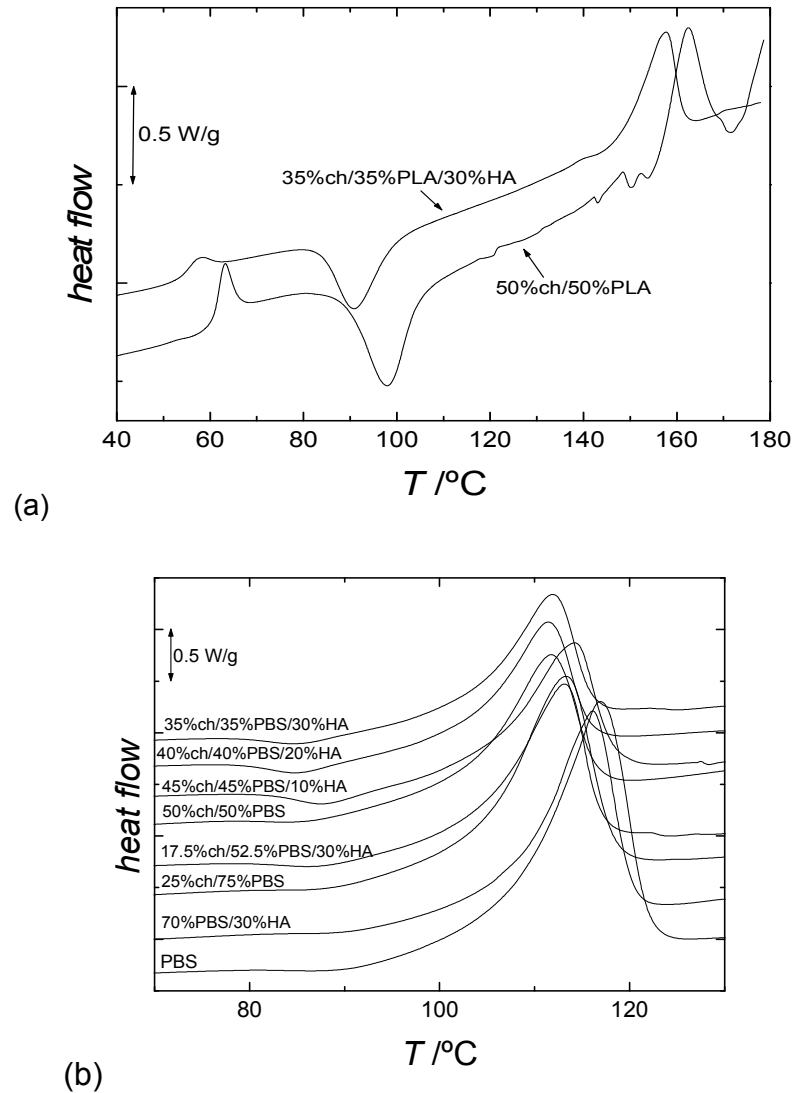 0.5 W/g
35%ch/35%PLA/30%HA
50%ch/50%PLA
heat flow
40 60 80 100 120 140 160 180
T /ºC
(a)
0.5 W/g
35%ch/35%PBS/30%HA
40%ch/40%PBS/20%HA
45%ch/45%PBS/10%HA
50%ch/50%PBS
17.5%ch/52.5%PBS/30%HA
25%ch/75%PBS
70%PBS/30%HA
PBS
heat flow
80 100 120
T /ºC
(b)